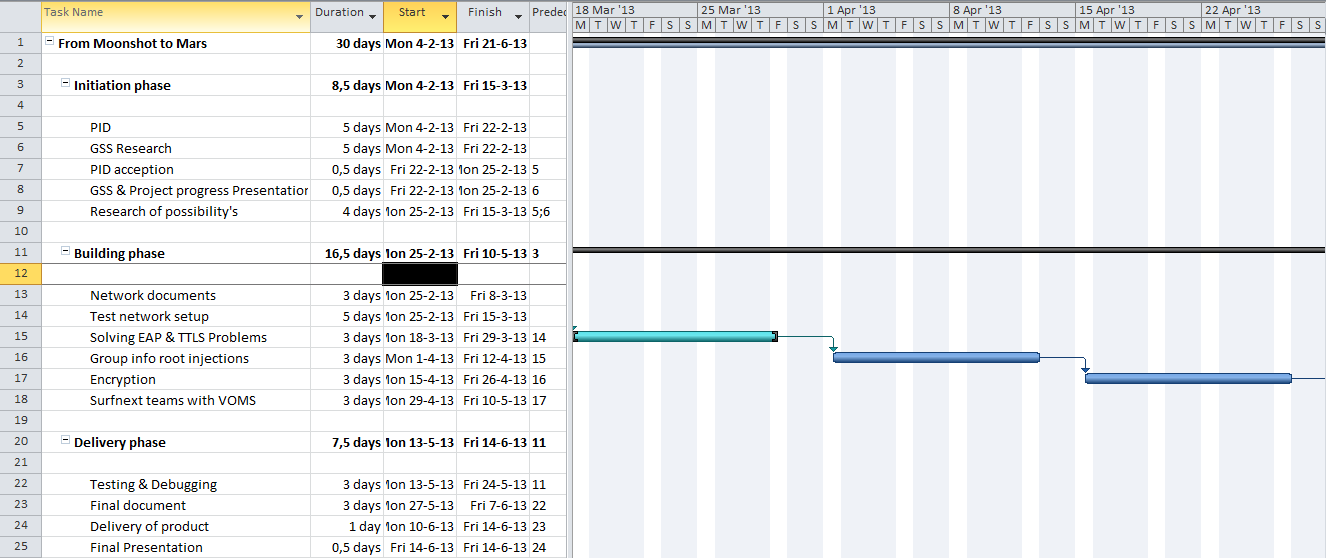 Task Name Duration Start Finish Predec 18 Mar '13 25 Mar '13 1 Apr '13 8 Apr '13 15 Apr '13 22 Apr '13
M T W T F S S M T W T F S S M T W T F S S M T W T F S S M T W T F S S M T W T F S S
1 From Moonshot to Mars 30 days Mon 4-2-13 Fri 21-6-13
2
3 Initiation phase 8,5 days Mon 4-2-13 Fri 15-3-13
4
5 PID 5 days Mon 4-2-13 Fri 22-2-13
6 GSS Research 5 days Mon 4-2-13 Fri 22-2-13
7 PID acception 0,5 days Fri 22-2-13 Mon 25-2-13 5
8 GSS & Project progress Presentation 0,5 days Fri 22-2-13 Mon 25-2-13 6
9 Research of possibility's 4 days Mon 25-2-13 Fri 15-3-13 5;6
10
11 Building phase 16,5 days Mon 25-2-13 Fri 10-5-13 3
12
13 Network documents 3 days Mon 25-2-13 Fri 8-3-13
14 Test network setup 5 days Mon 25-2-13 Fri 15-3-13
15 Solving EAP & TTLS Problems 3 days Mon 18-3-13 Fri 29-3-13 14
16 Group info root injections 3 days Mon 1-4-13 Fri 12-4-13 15
17 Encryption 3 days Mon 15-4-13 Fri 26-4-13 16
18 Surfnext teams with VOMS 3 days Mon 29-4-13 Fri 10-5-13 17
19
20 Delivery phase 7,5 days Mon 13-5-13 Fri 14-6-13 11
21
22 Testing & Debugging 3 days Mon 13-5-13 Fri 24-5-13 11
23 Final document 3 days Mon 27-5-13 Fri 7-6-13 22
24 Delivery of product 1 day Mon 10-6-13 Fri 14-6-13 23
25 Final Presentation 0,5 days Fri 14-6-13 Fri 14-6-13 24